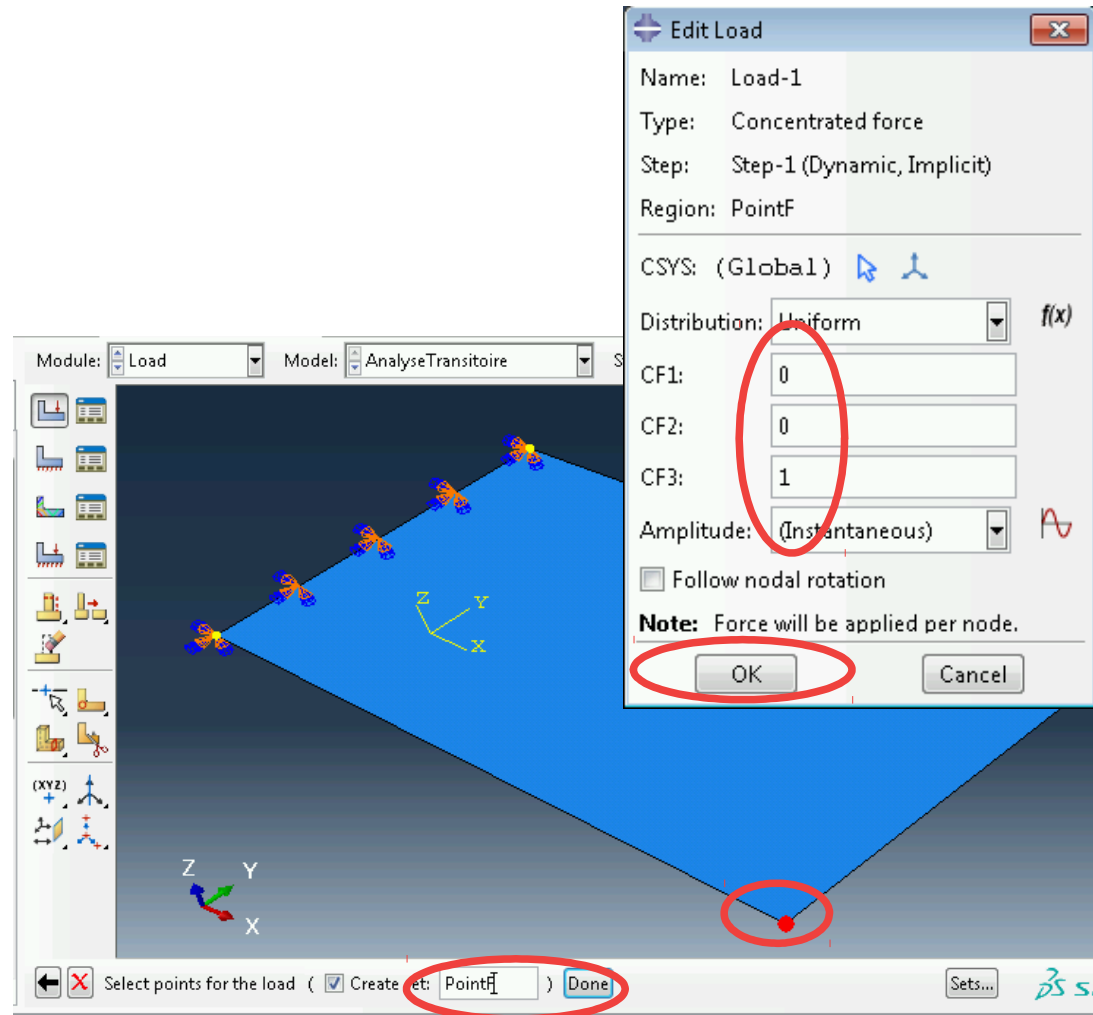 Edit Load
Name: Load-1
Type: Concentrated force
Step: Step-1 (Dynamic, Implicit)
Region: PointF
CSYS: (Global)
Distribution: Uniform f(x)
CF1: 0
CF2: 0
CF3: 1
Amplitude: (Instantaneous)
Follow nodal rotation
Note: Force will be applied per node.
OK Cancel
Module: Load Model: AnalyseTransitoire S
(XYZ)
Z Y
X
Z Y
X
Select points for the load ( Create set: PointF ) Done Sets...